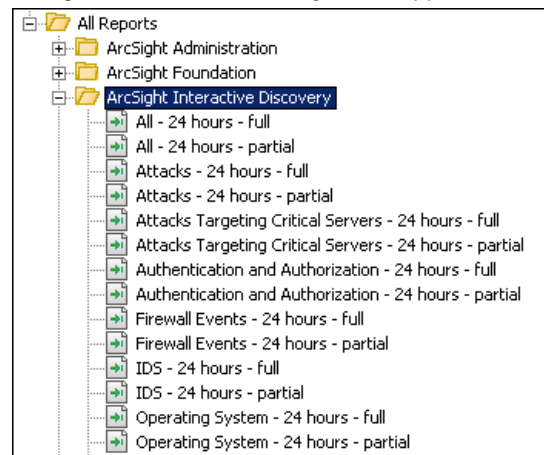 All Reports
ArcSight Administration
ArcSight Foundation
ArcSight Interactive Discovery
All - 24 hours - full
All - 24 hours - partial
Attacks - 24 hours - full
Attacks - 24 hours - partial
Attacks Targeting Critical Servers - 24 hours - full
Attacks Targeting Critical Servers - 24 hours - partial
Authentication and Authorization - 24 hours - full
Authentication and Authorization - 24 hours - partial
Firewall Events - 24 hours - full
Firewall Events - 24 hours - partial
IDS - 24 hours - full
IDS - 24 hours - partial
Operating System - 24 hours - full
Operating System - 24 hours - partial